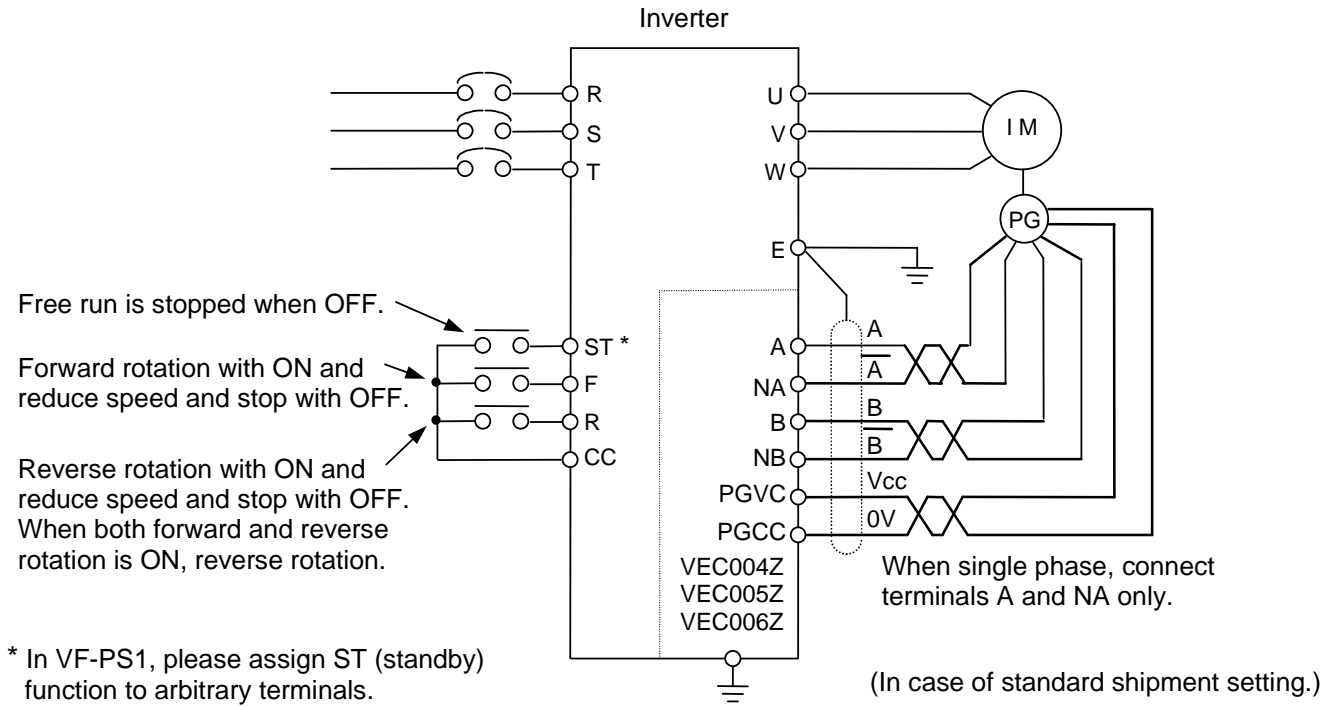 Inverter
R
S
T
U
V
W
I M
PG
E
Free run is stopped when OFF.
Forward rotation with ON and
reduce speed and stop with OFF.
Reverse rotation with ON and
reduce speed and stop with OFF.
When both forward and reverse
rotation is ON, reverse rotation.
ST *
F
R
CC
A
NA
B
NB
PGVC
PGCC
A
A̅
B
B̅
Vcc
0V
VEC004Z
VEC005Z
VEC006Z
When single phase, connect
terminals A and NA only.
* In VF-PS1, please assign ST (standby)
function to arbitrary terminals.
(In case of standard shipment setting.)